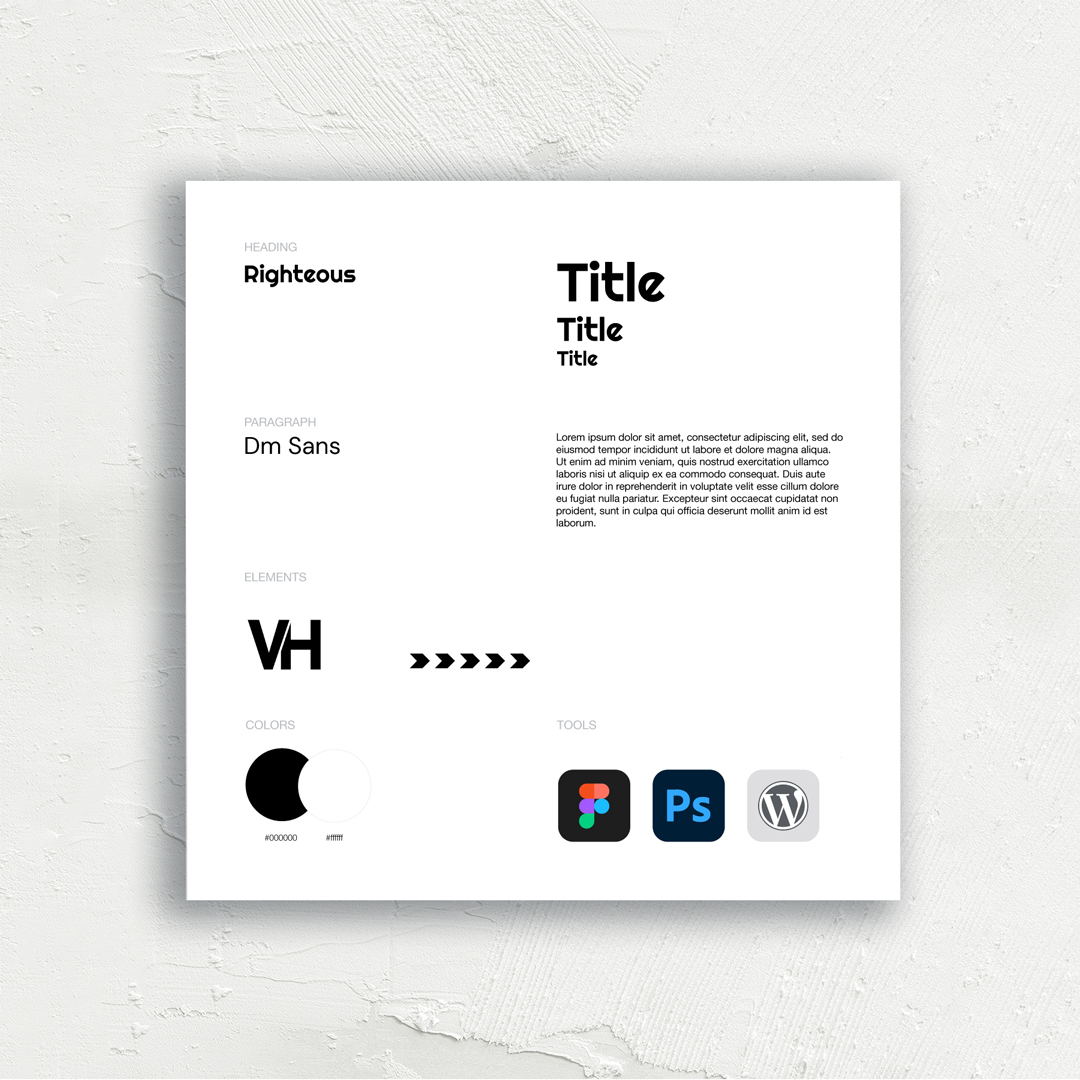 HEADING
Righteous
Title
Title
Title
PARAGRAPH
Dm Sans
Lorem ipsum dolor sit amet, consectetur adipiscing elit, sed do
eiusmod tempor incididunt ut labore et dolore magna aliqua.
Ut enim ad minim veniam, quis nostrud exercitation ullamco
laboris nisi ut aliquip ex ea commodo consequat. Duis aute
irure dolor in reprehenderit in voluptate velit esse cillum dolore
eu fugiat nulla pariatur. Excepteur sint occaecat cupidatat non
proident, sunt in culpa qui officia deserunt mollit anim id est
laborum.
ELEMENTS
VH
COLORS
#000000
#ffffff
TOOLS
Ps
W